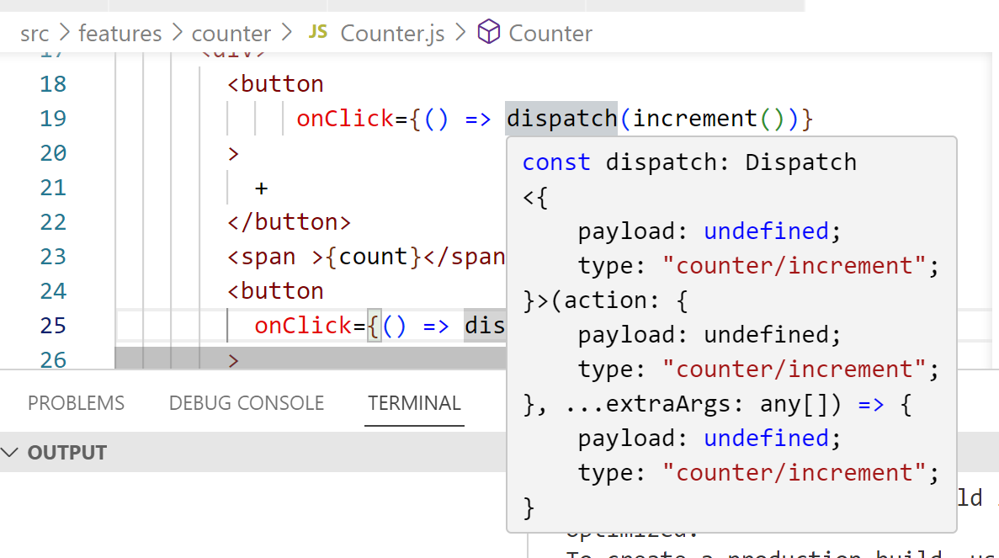 src > features > counter > JS Counter.js > Counter
17 <div>
18 <button
19 onClick={() => dispatch(increment())}
20 >
21 +
22 </button>
23 <span >{count}</span
24 <button
25 onClick={() => dis
26 >
const dispatch: Dispatch
<{
payload: undefined;
type: "counter/increment";
}>(action: {
payload: undefined;
type: "counter/increment";
}, ...extraArgs: any[]) => {
payload: undefined;
type: "counter/increment";
}
PROBLEMS DEBUG CONSOLE TERMINAL
OUTPUT
ld
optimized.
To create a production build, us